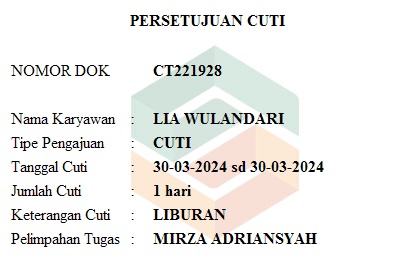 PERSETUJUAN CUTI
NOMOR DOK CT221928
Nama Karyawan : LIA WULANDARI
Tipe Pengajuan : CUTI
Tanggal Cuti : 30-03-2024 sd 30-03-2024
Jumlah Cuti : 1 hari
Keterangan Cuti : LIBURAN
Pelimpahan Tugas : MIRZA ADRIANSYAH